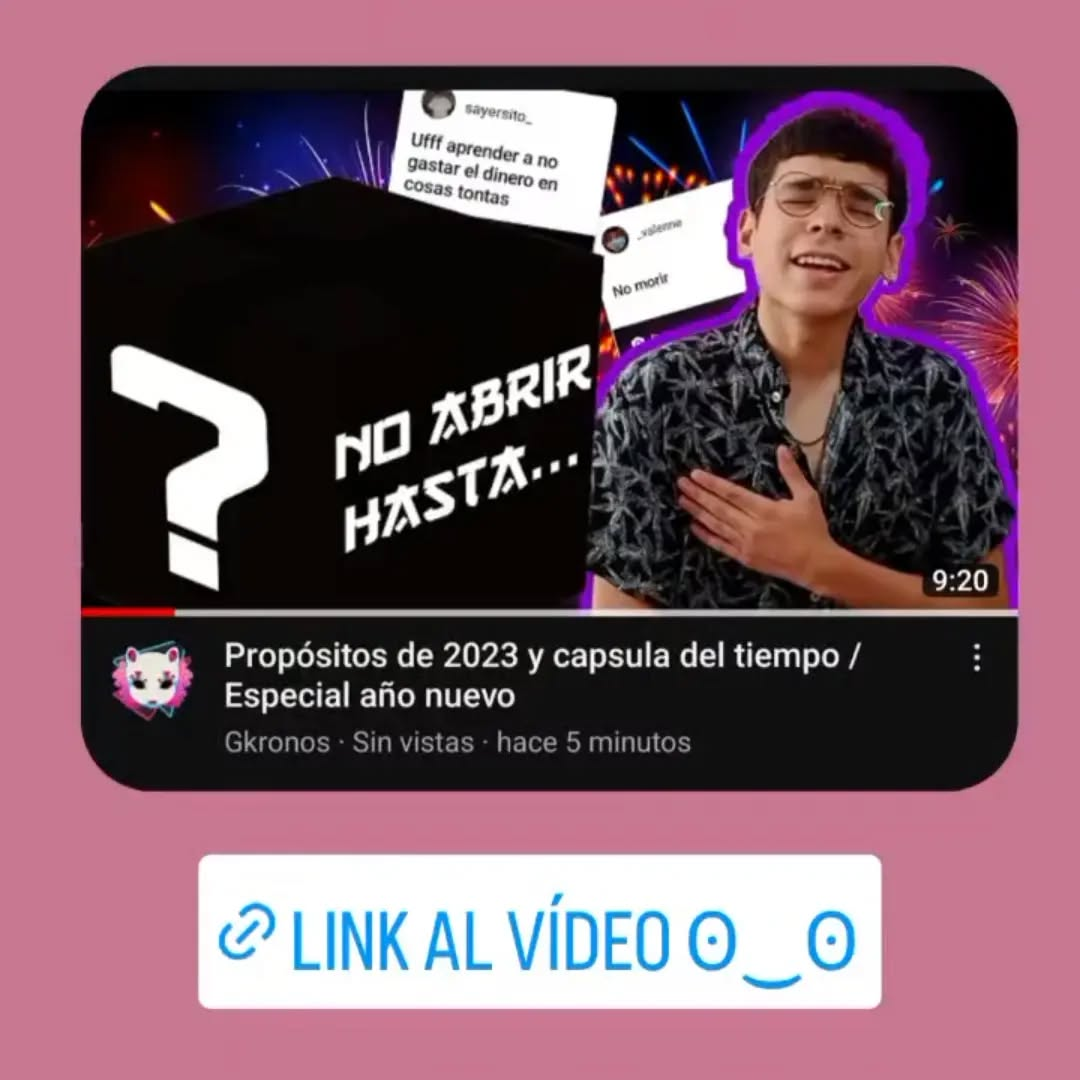 sayersito_
Ufff aprender a no
gastar el dinero en
cosas tontas
No morir
?
NO ABRIR
HASTA...
9:20
Propósitos de 2023 y capsula del tiempo /
Especial año nuevo
Gkronos · Sin vistas · hace 5 minutos
LINK AL VÍDEO ʘ‿ʘ